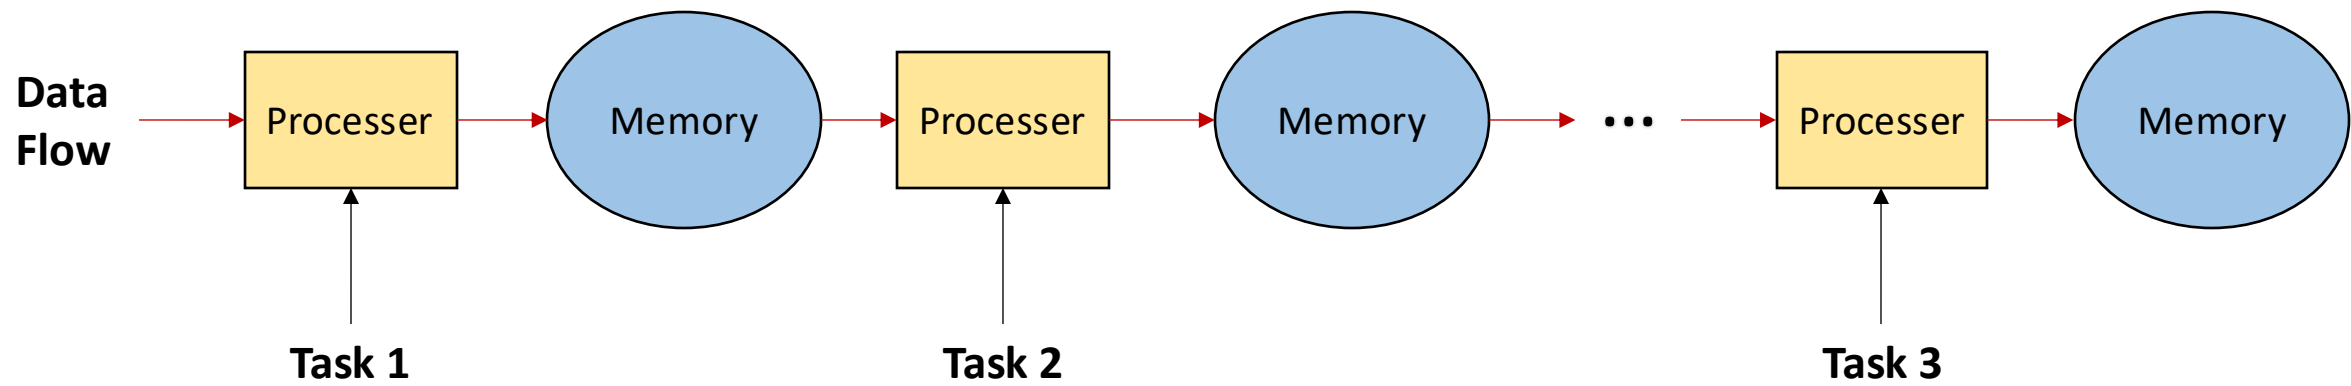 Data
Flow
Processer
Memory
Processer
Memory
...
Processer
Memory
Task 1
Task 2
Task 3